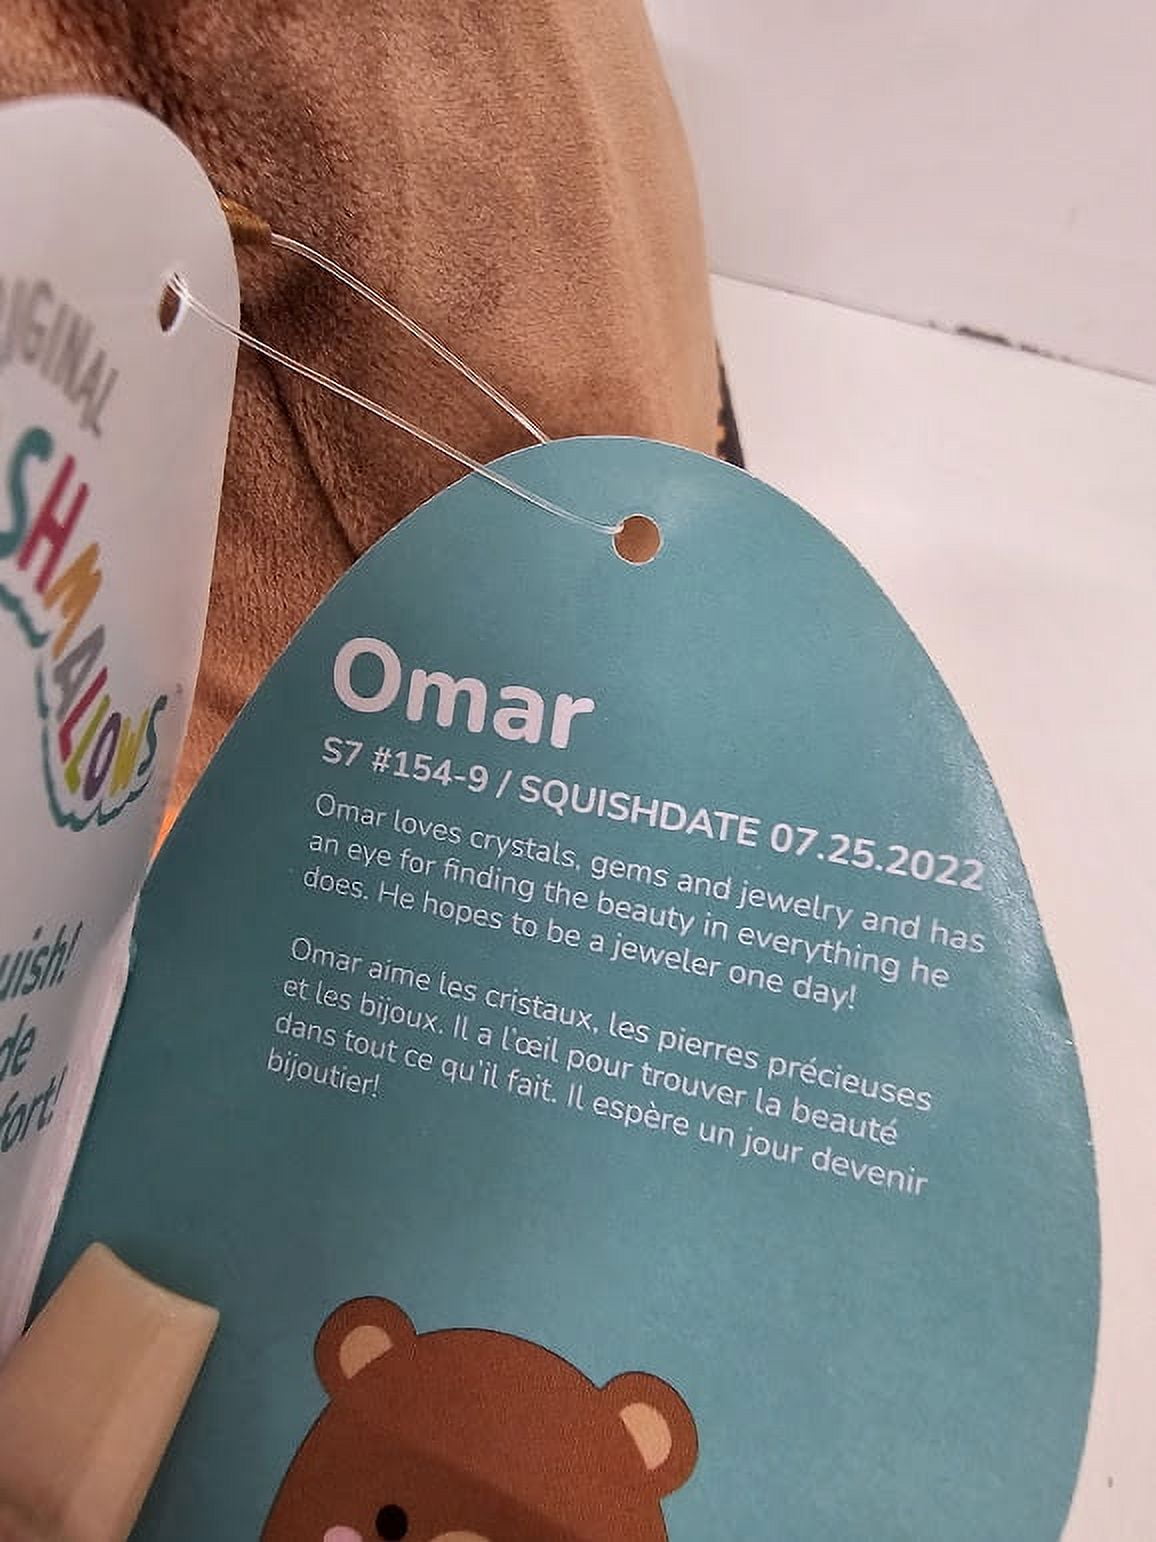 SHMALLOWS
Omar
S7 #154-9 / SQUISHDATE 07.25.2022
Omar loves crystals, gems and jewelry and has
an eye for finding the beauty in everything he
does. He hopes to be a jeweler one day!
Omar aime les cristaux, les pierres précieuses
et les bijoux. Il a l'œil pour trouver la beauté
dans tout ce qu'il fait. Il espère un jour devenir
bijoutier!